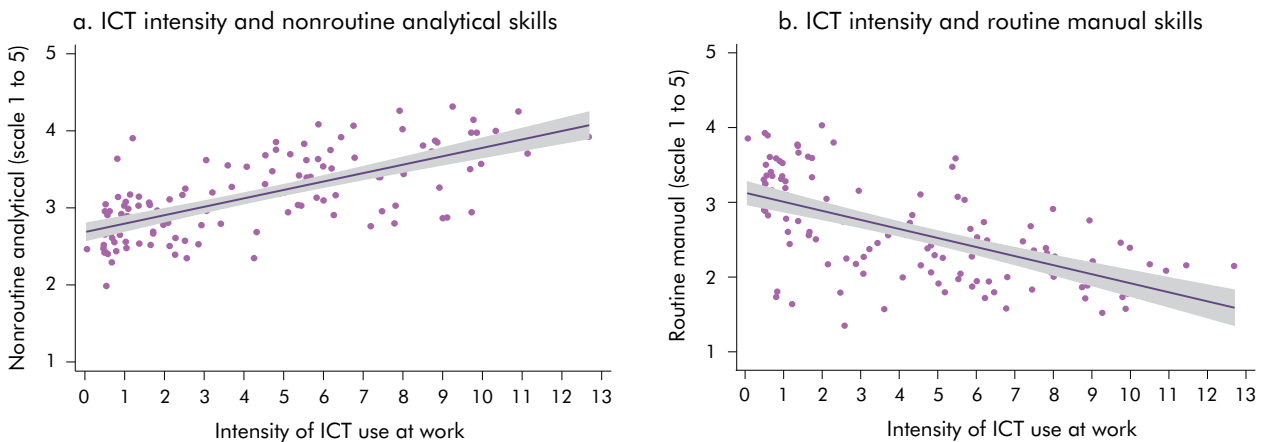 a. ICT intensity and nonroutine analytical skills
Nonroutine analytical (scale 1 to 5)
5
4
3
2
1
0 1 2 3 4 5 6 7 8 9 10 11 12 13
Intensity of ICT use at work
b. ICT intensity and routine manual skills
Routine manual (scale 1 to 5)
5
4
3
2
1
0 1 2 3 4 5 6 7 8 9 10 11 12 13
Intensity of ICT use at work